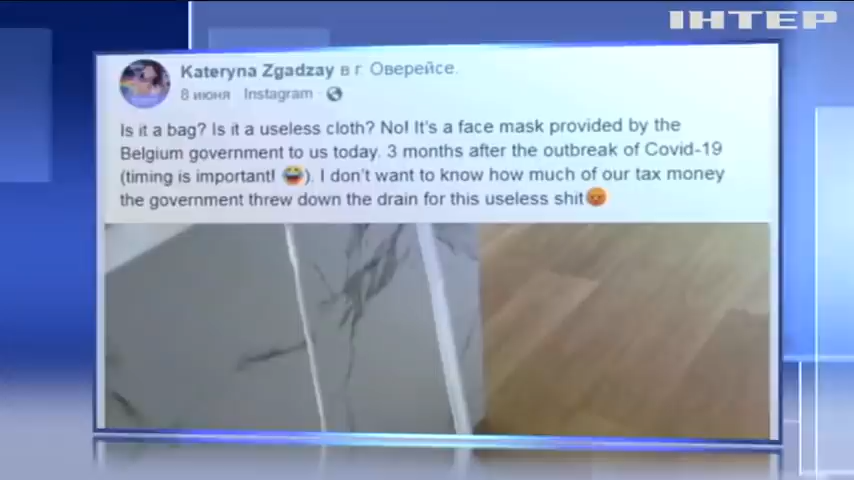 ІНТЕР
Kateryna Zgadzay в г. Оверейсе.
8 июня · Instagram ·
Is it a bag? Is it a useless cloth? No! It's a face mask provided by the
Belgium government to us today. 3 months after the outbreak of Covid-19
(timing is important! 😂). I don't want to know how much of our tax money
the government threw down the drain for this useless shit😡